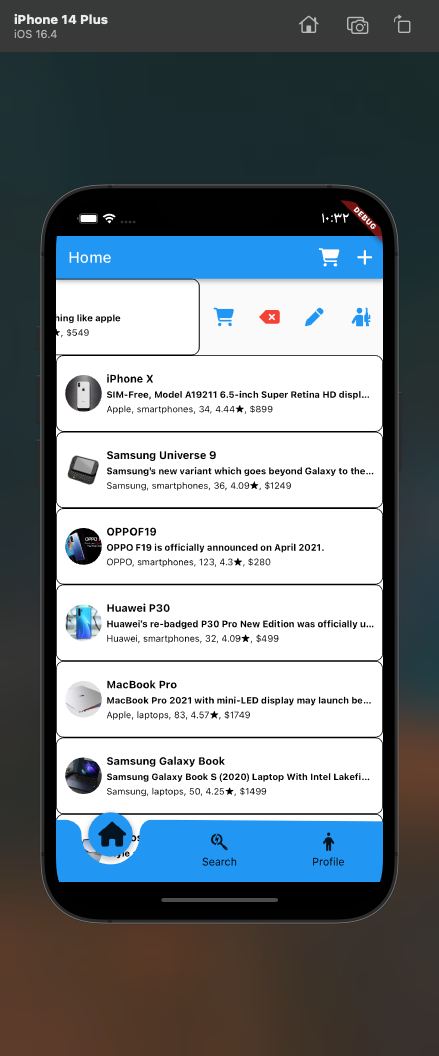 iPhone 14 Plus
iOS 16.4
١٠:٣٢
DEBUG
Home
hing like apple
★, $549
iPhone X
SIM-Free, Model A19211 6.5-inch Super Retina HD displ...
Apple, smartphones, 34, 4.44★, $899
Samsung Universe 9
Samsung's new variant which goes beyond Galaxy to the...
Samsung, smartphones, 36, 4.09★, $1249
OPPOF19
OPPO F19 is officially announced on April 2021.
OPPO, smartphones, 123, 4.3★, $280
Huawei P30
Huawei's re-badged P30 Pro New Edition was officially u...
Huawei, smartphones, 32, 4.09★, $499
MacBook Pro
MacBook Pro 2021 with mini-LED display may launch be...
Apple, laptops, 83, 4.57★, $1749
Samsung Galaxy Book
Samsung Galaxy Book S (2020) Laptop With Intel Lakefi...
Samsung, laptops, 50, 4.25★, $1499
Search
Profile